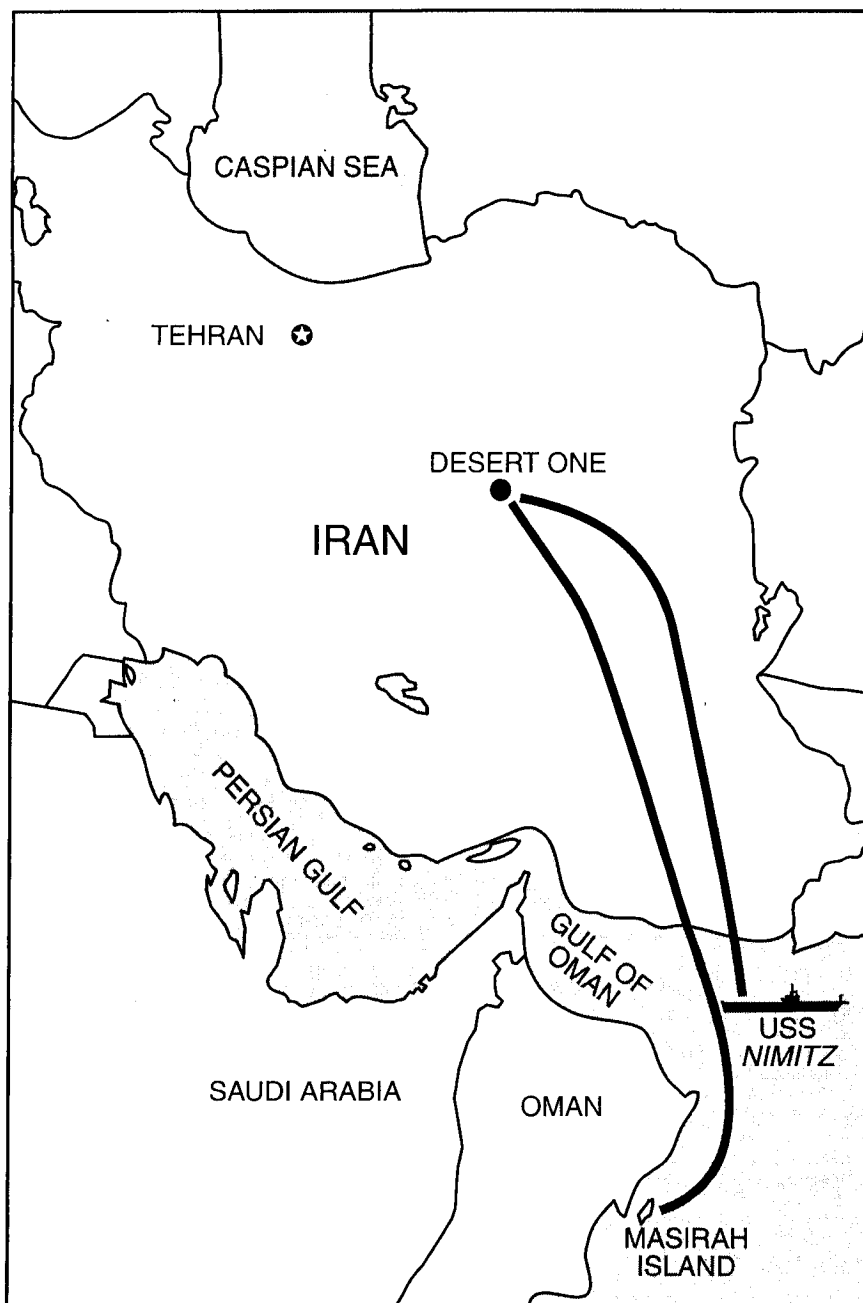 CASPIAN SEA
TEHRAN
DESERT ONE
IRAN
PERSIAN GULF
GULF OF
OMAN
USS
NIMITZ
SAUDI ARABIA
OMAN
MASIRAH
ISLAND